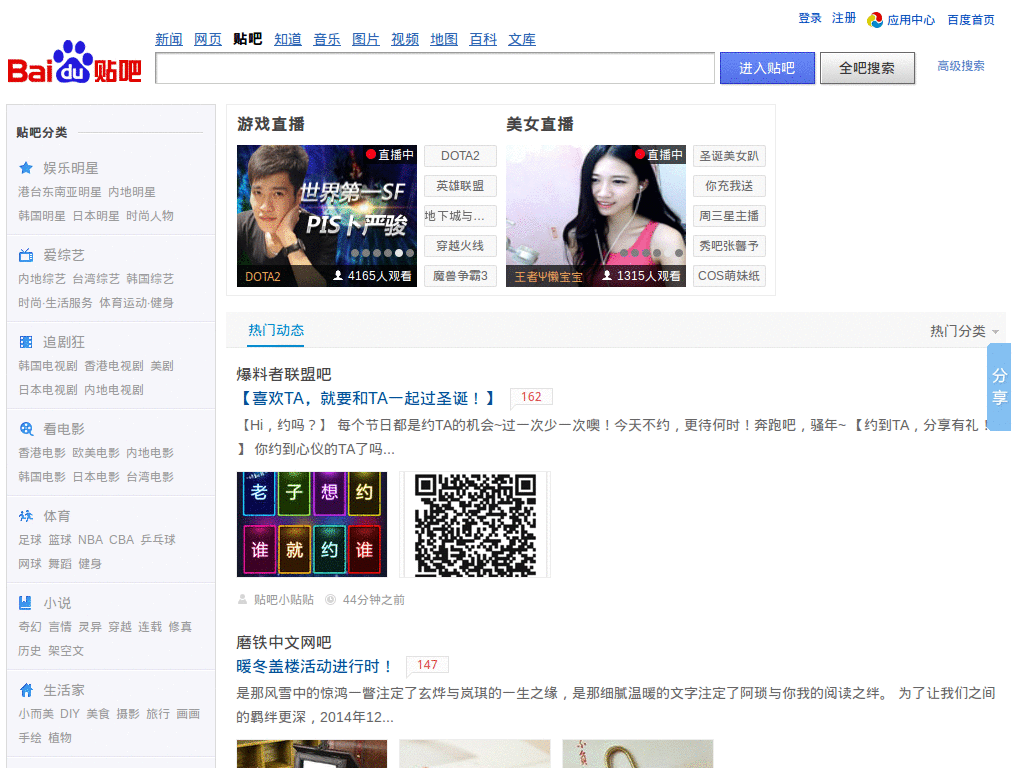 登录 注册 应用中心 百度首页
新闻 网页 贴吧 知道 音乐 图片 视频 地图 百科 文库
Baidu贴吧
进入贴吧 全吧搜索 高级搜索
贴吧分类
娱乐明星
港台东南亚明星 内地明星
韩国明星 日本明星 时尚人物
爱综艺
内地综艺 台湾综艺 韩国综艺
时尚·生活服务 体育运动·健身
追剧狂
韩国电视剧 香港电视剧 美剧
日本电视剧 内地电视剧
看电影
香港电影 欧美电影 内地电影
韩国电影 日本电影 台湾电影
体育
足球 篮球 NBA CBA 乒乓球
网球 舞蹈 健身
小说
奇幻 言情 灵异 穿越 连载 修真
历史 架空文
生活家
小而美 DIY 美食 摄影 旅行 画画
手绘 植物
游戏直播
直播中
世界第一SF
PIS卜严骏
DOTA2 4165人观看
DOTA2
英雄联盟
地下城与...
穿越火线
魔兽争霸3
美女直播
直播中
王者Ψ懒宝宝 1315人观看
圣诞美女趴
你充我送
周三星主播
秀吧张馨予
COS萌妹纸
热门动态 热门分类
分享
爆料者联盟吧
【喜欢TA，就要和TA一起过圣诞！】 162
【Hi，约吗？】 每个节日都是约TA的机会~过一次少一次噢！今天不约，更待何时！奔跑吧，骚年~ 【约到TA，分享有礼！
】 你约到心仪的TA了吗...
老 子 想 约
谁 就 约 谁
贴吧小贴贴 44分钟之前
磨铁中文网吧
暖冬盖楼活动进行时！ 147
是那风雪中的惊鸿一瞥注定了玄烨与岚琪的一生之缘，是那细腻温暖的文字注定了阿琐与你我的阅读之绊。 为了让我们之间
的羁绊更深，2014年12...